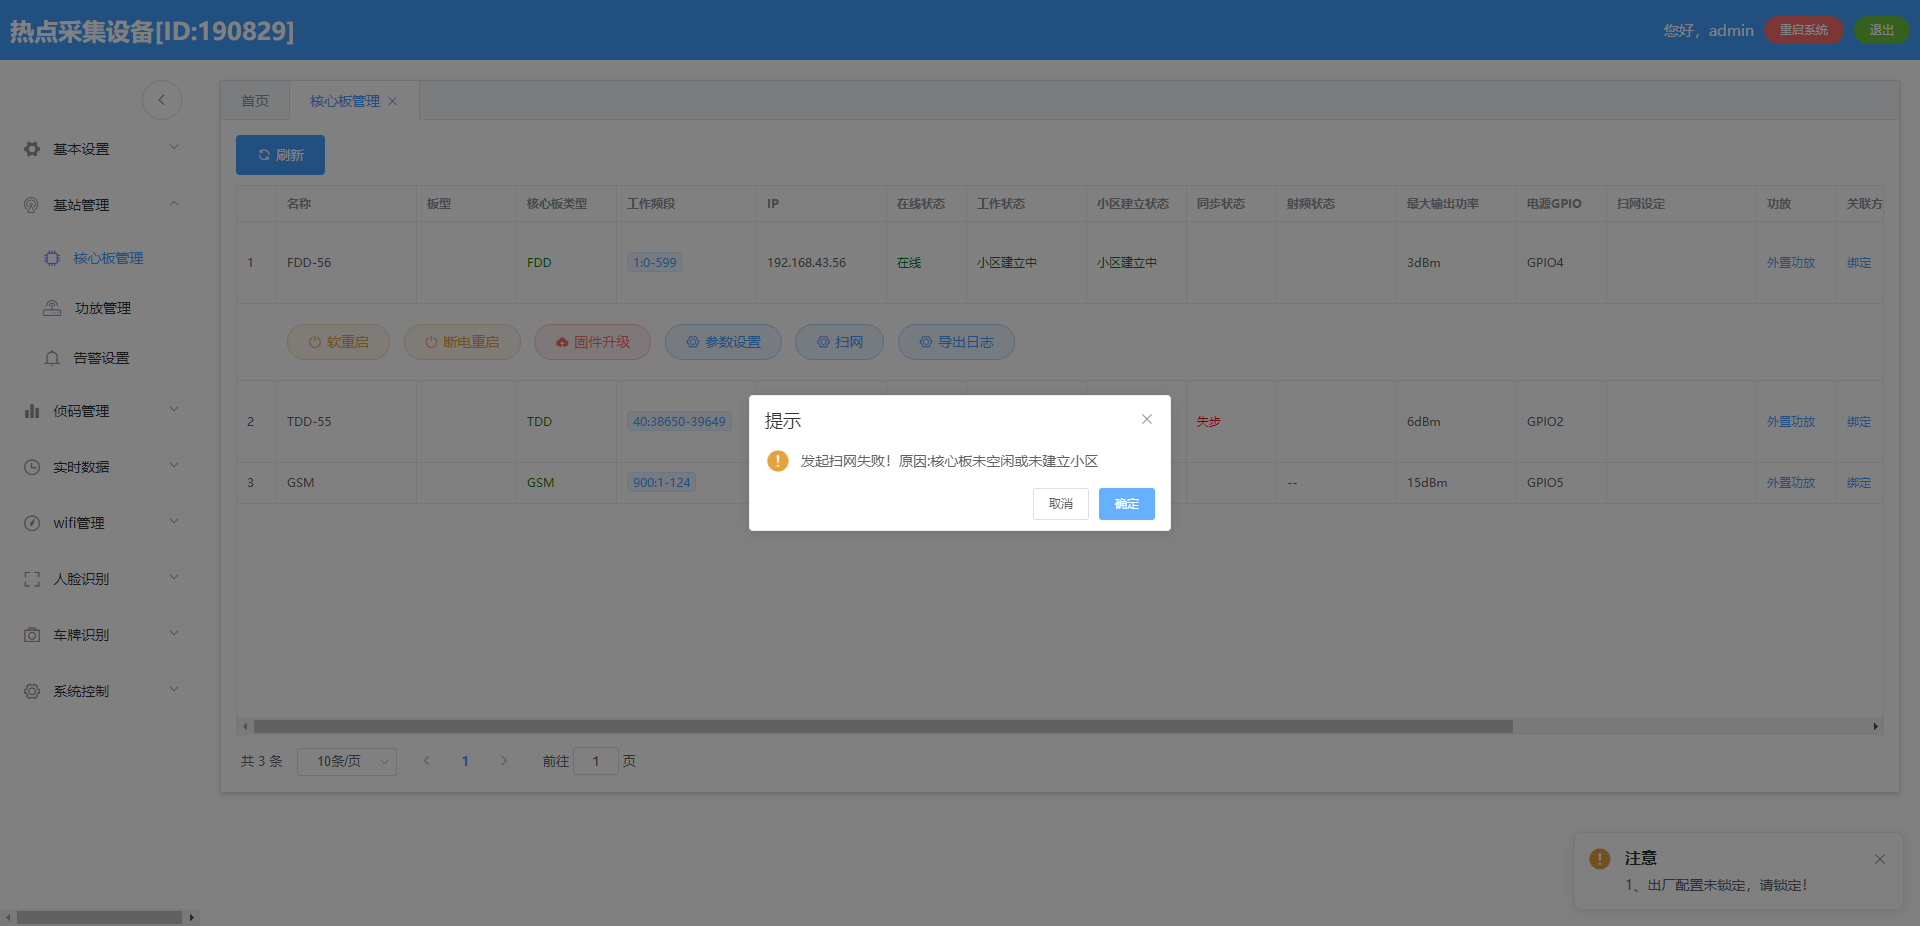 热点采集设备[ID:190829]
您好，admin 重启系统 退出
首页 核心板管理
基本设置
基站管理
核心板管理
功放管理
告警设置
侦码管理
实时数据
wifi管理
人脸识别
车牌识别
系统控制
刷新
名称 板型 核心板类型 工作频段 IP 在线状态 工作状态 小区建立状态 同步状态 射频状态 最大输出功率 电源GPIO 扫网设定 功放 关联方
1 FDD-56 FDD 1:0-599 192.168.43.56 在线 小区建立中 小区建立中 3dBm GPIO4 外置功放 绑定
软重启 断电重启 固件升级 参数设置 扫网 导出日志
2 TDD-55 TDD 40:38650-39649 失步 6dBm GPIO2 外置功放 绑定
3 GSM GSM 900:1-124 -- 15dBm GPIO5 外置功放 绑定
提示
发起扫网失败！原因:核心板未空闲或未建立小区
取消 确定
共 3 条 10条/页 1 前往 1 页
注意
1、出厂配置未锁定，请锁定！